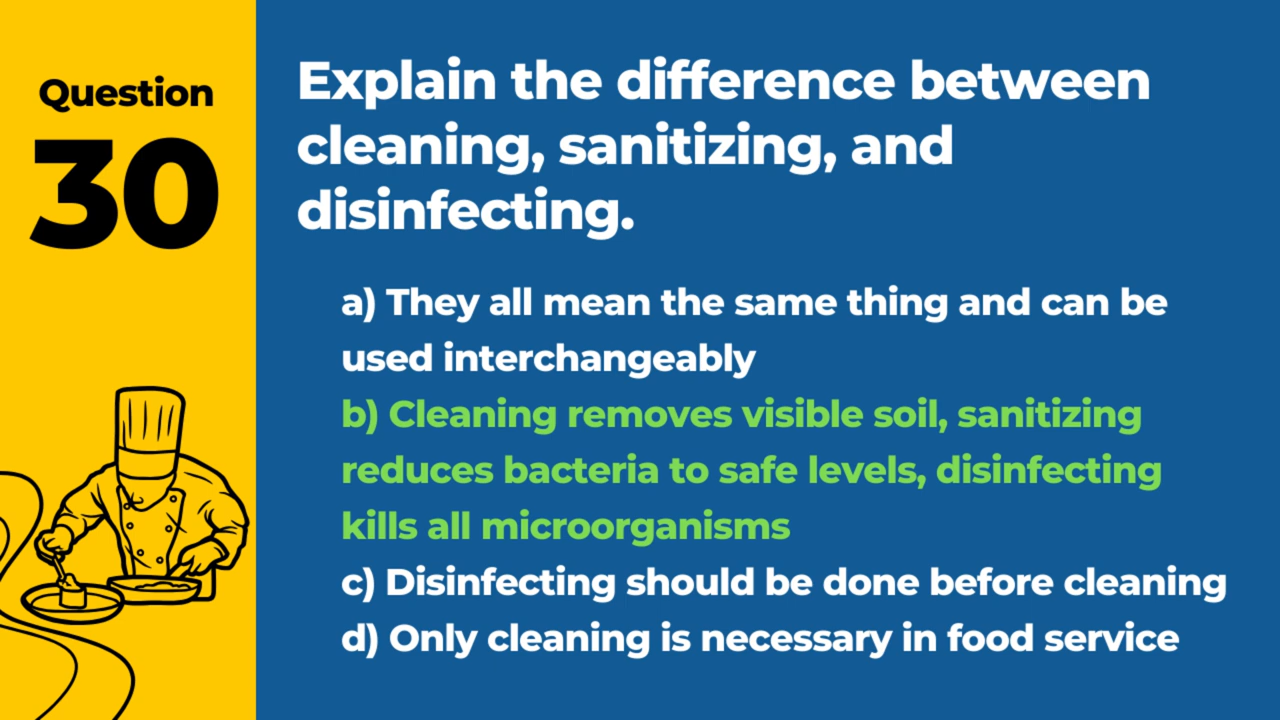 Question
30
Explain the difference between
cleaning, sanitizing, and
disinfecting.
a) They all mean the same thing and can be
used interchangeably
b) Cleaning removes visible soil, sanitizing
reduces bacteria to safe levels, disinfecting
kills all microorganisms
c) Disinfecting should be done before cleaning
d) Only cleaning is necessary in food service